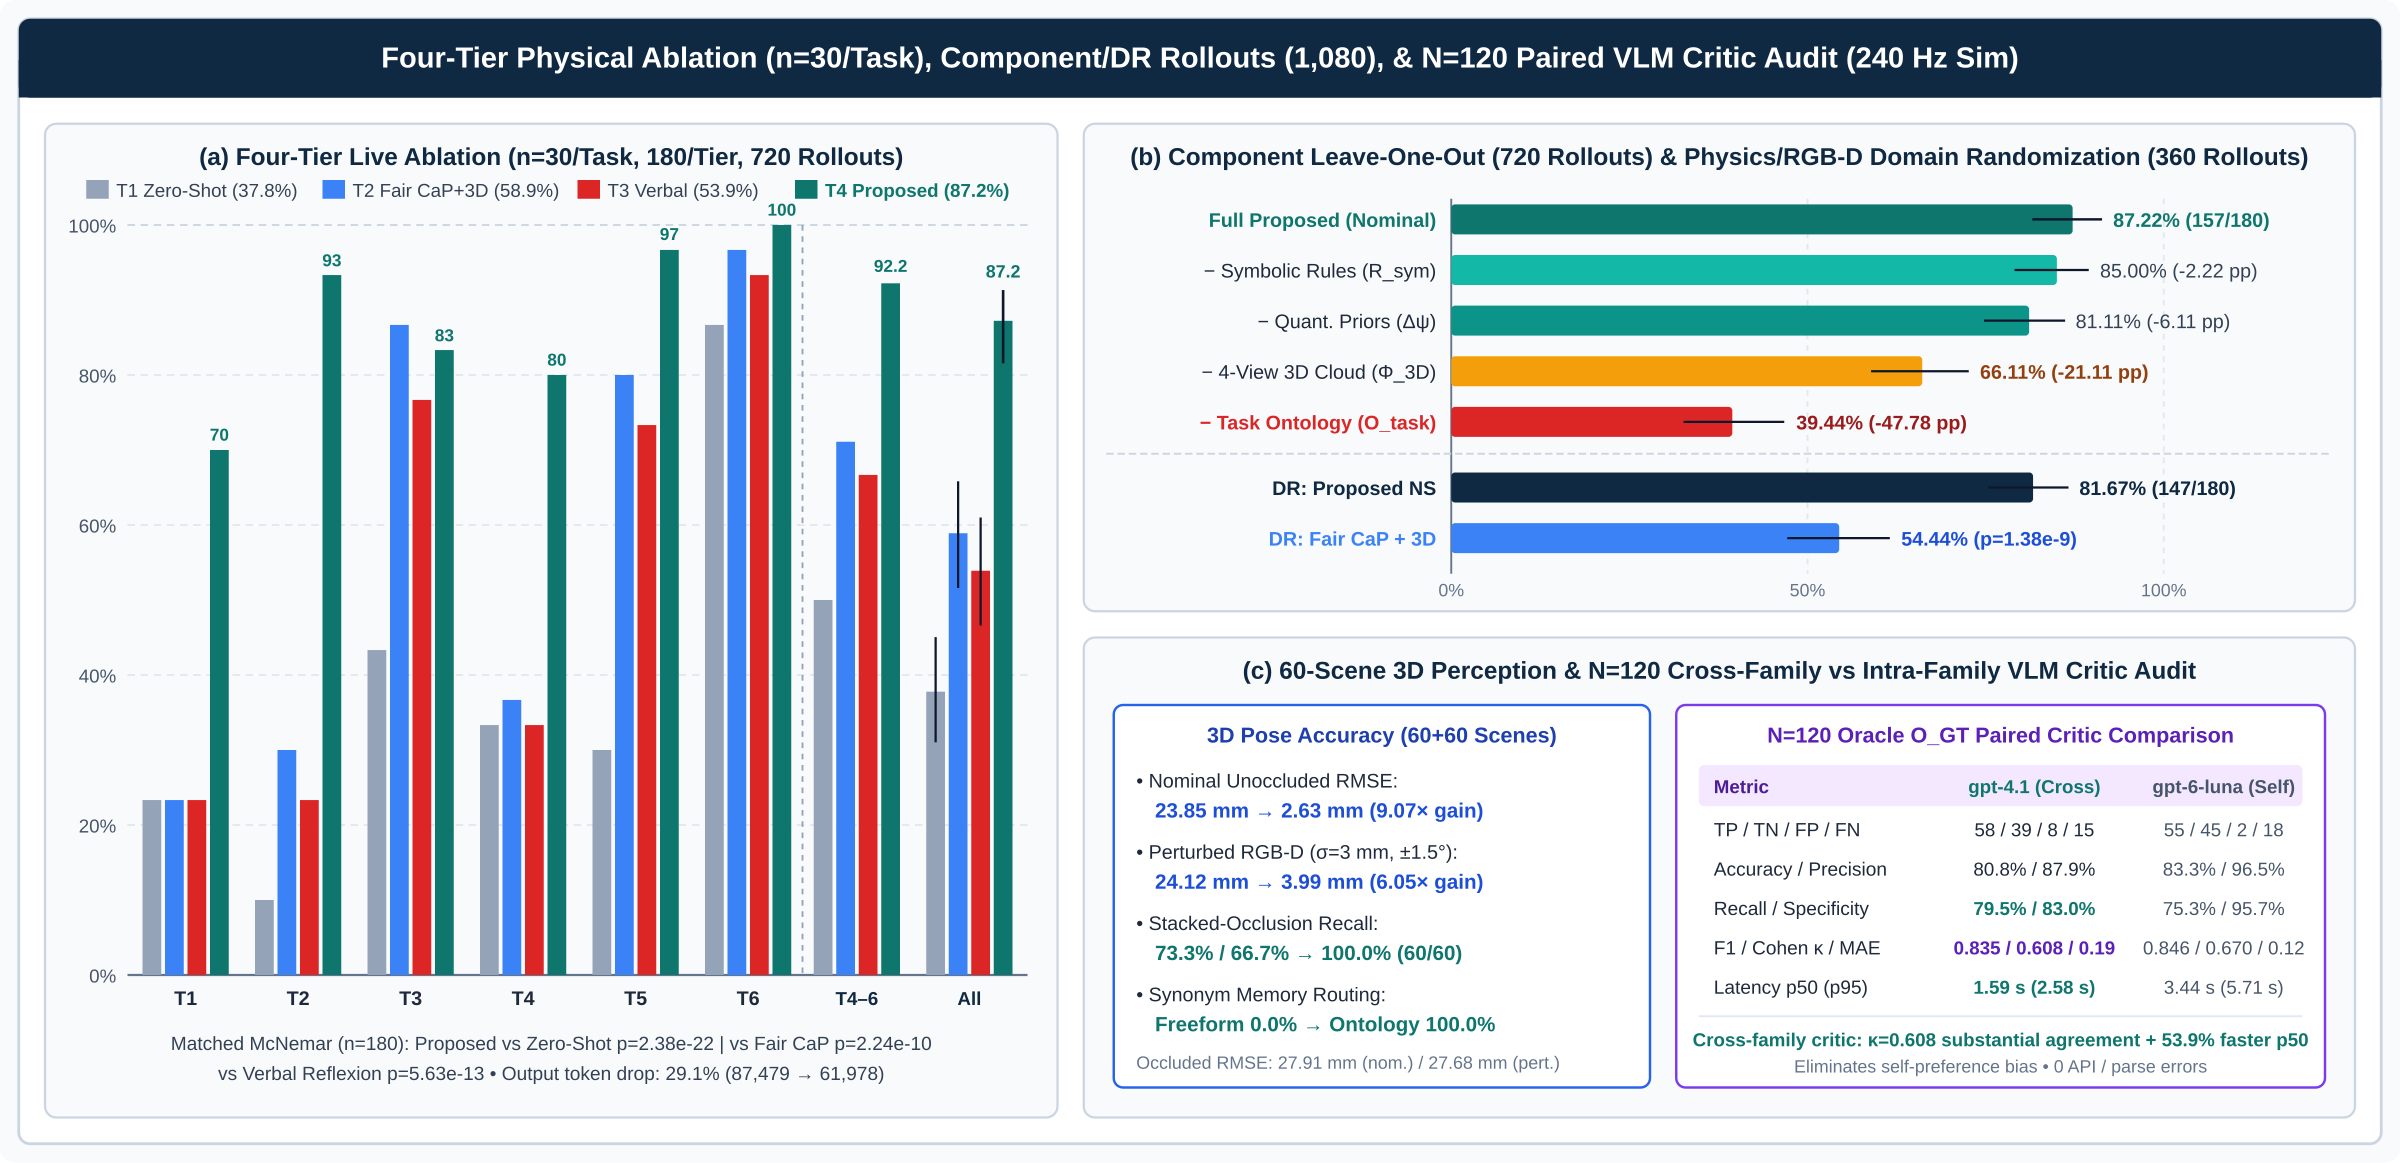 Four-Tier Physical Ablation (n=30/Task), Component/DR Rollouts (1,080), & N=120 Paired VLM Critic Audit (240 Hz Sim)
(a) Four-Tier Live Ablation (n=30/Task, 180/Tier, 720 Rollouts)
T1 Zero-Shot (37.8%) T2 Fair CaP+3D (58.9%) T3 Verbal (53.9%) T4 Proposed (87.2%)
100%
80%
60%
40%
20%
0%
70
93
83
80
97
100
92.2
87.2
T1 T2 T3 T4 T5 T6 T4–6 All
Matched McNemar (n=180): Proposed vs Zero-Shot p=2.38e-22 | vs Fair CaP p=2.24e-10
vs Verbal Reflexion p=5.63e-13 • Output token drop: 29.1% (87,479 → 61,978)
(b) Component Leave-One-Out (720 Rollouts) & Physics/RGB-D Domain Randomization (360 Rollouts)
Full Proposed (Nominal) 87.22% (157/180)
− Symbolic Rules (R_sym) 85.00% (-2.22 pp)
− Quant. Priors (Δψ) 81.11% (-6.11 pp)
− 4-View 3D Cloud (Φ_3D) 66.11% (-21.11 pp)
− Task Ontology (O_task) 39.44% (-47.78 pp)
DR: Proposed NS 81.67% (147/180)
DR: Fair CaP + 3D 54.44% (p=1.38e-9)
0% 50% 100%
(c) 60-Scene 3D Perception & N=120 Cross-Family vs Intra-Family VLM Critic Audit
3D Pose Accuracy (60+60 Scenes)
• Nominal Unoccluded RMSE:
23.85 mm → 2.63 mm (9.07× gain)
• Perturbed RGB-D (σ=3 mm, ±1.5°):
24.12 mm → 3.99 mm (6.05× gain)
• Stacked-Occlusion Recall:
73.3% / 66.7% → 100.0% (60/60)
• Synonym Memory Routing:
Freeform 0.0% → Ontology 100.0%
Occluded RMSE: 27.91 mm (nom.) / 27.68 mm (pert.)
N=120 Oracle O_GT Paired Critic Comparison
Metric gpt-4.1 (Cross) gpt-6-luna (Self)
TP / TN / FP / FN 58 / 39 / 8 / 15 55 / 45 / 2 / 18
Accuracy / Precision 80.8% / 87.9% 83.3% / 96.5%
Recall / Specificity 79.5% / 83.0% 75.3% / 95.7%
F1 / Cohen κ / MAE 0.835 / 0.608 / 0.19 0.846 / 0.670 / 0.12
Latency p50 (p95) 1.59 s (2.58 s) 3.44 s (5.71 s)
Cross-family critic: κ=0.608 substantial agreement + 53.9% faster p50
Eliminates self-preference bias • 0 API / parse errors